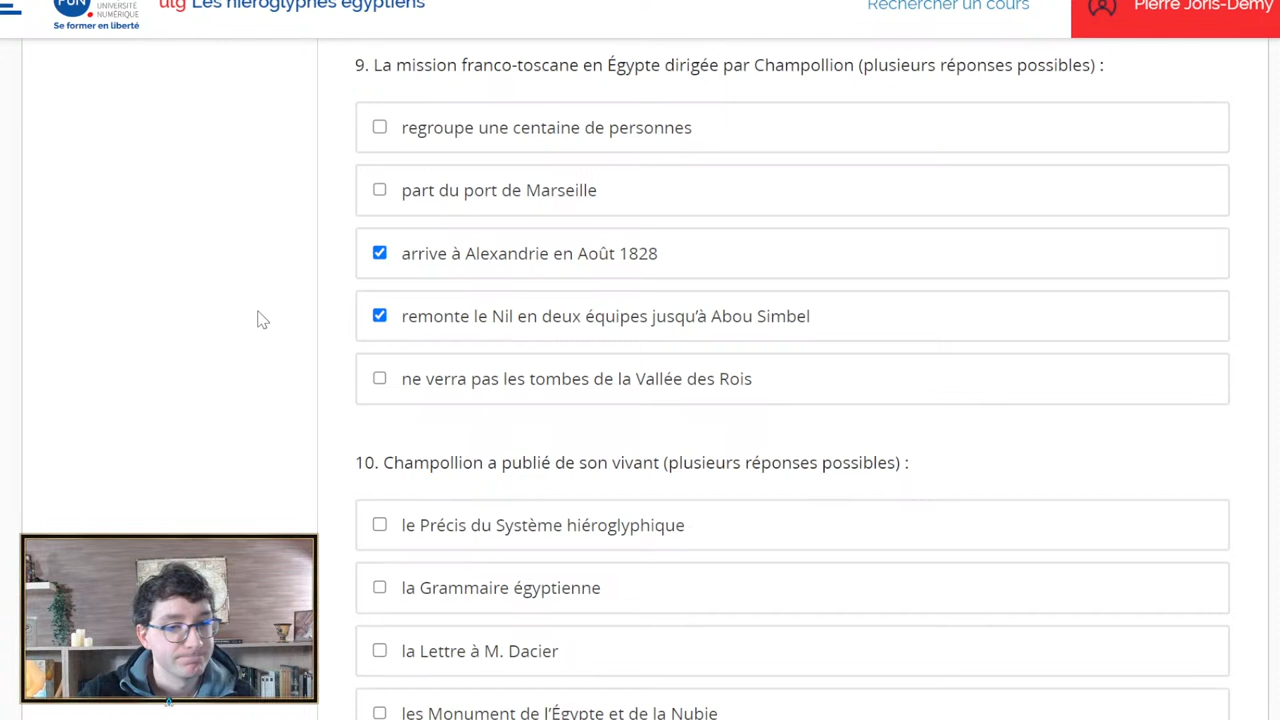 FUN
UNIVERSITÉ
NUMÉRIQUE
Se former en liberté
ulg Les hiéroglyphes égyptiens
Rechercher un cours
Pierre Joris-Demy
9. La mission franco-toscane en Égypte dirigée par Champollion (plusieurs réponses possibles) :
regroupe une centaine de personnes
part du port de Marseille
arrive à Alexandrie en Août 1828
remonte le Nil en deux équipes jusqu'à Abou Simbel
ne verra pas les tombes de la Vallée des Rois
10. Champollion a publié de son vivant (plusieurs réponses possibles) :
le Précis du Système hiéroglyphique
la Grammaire égyptienne
la Lettre à M. Dacier
les Monument de l'Égypte et de la Nubie